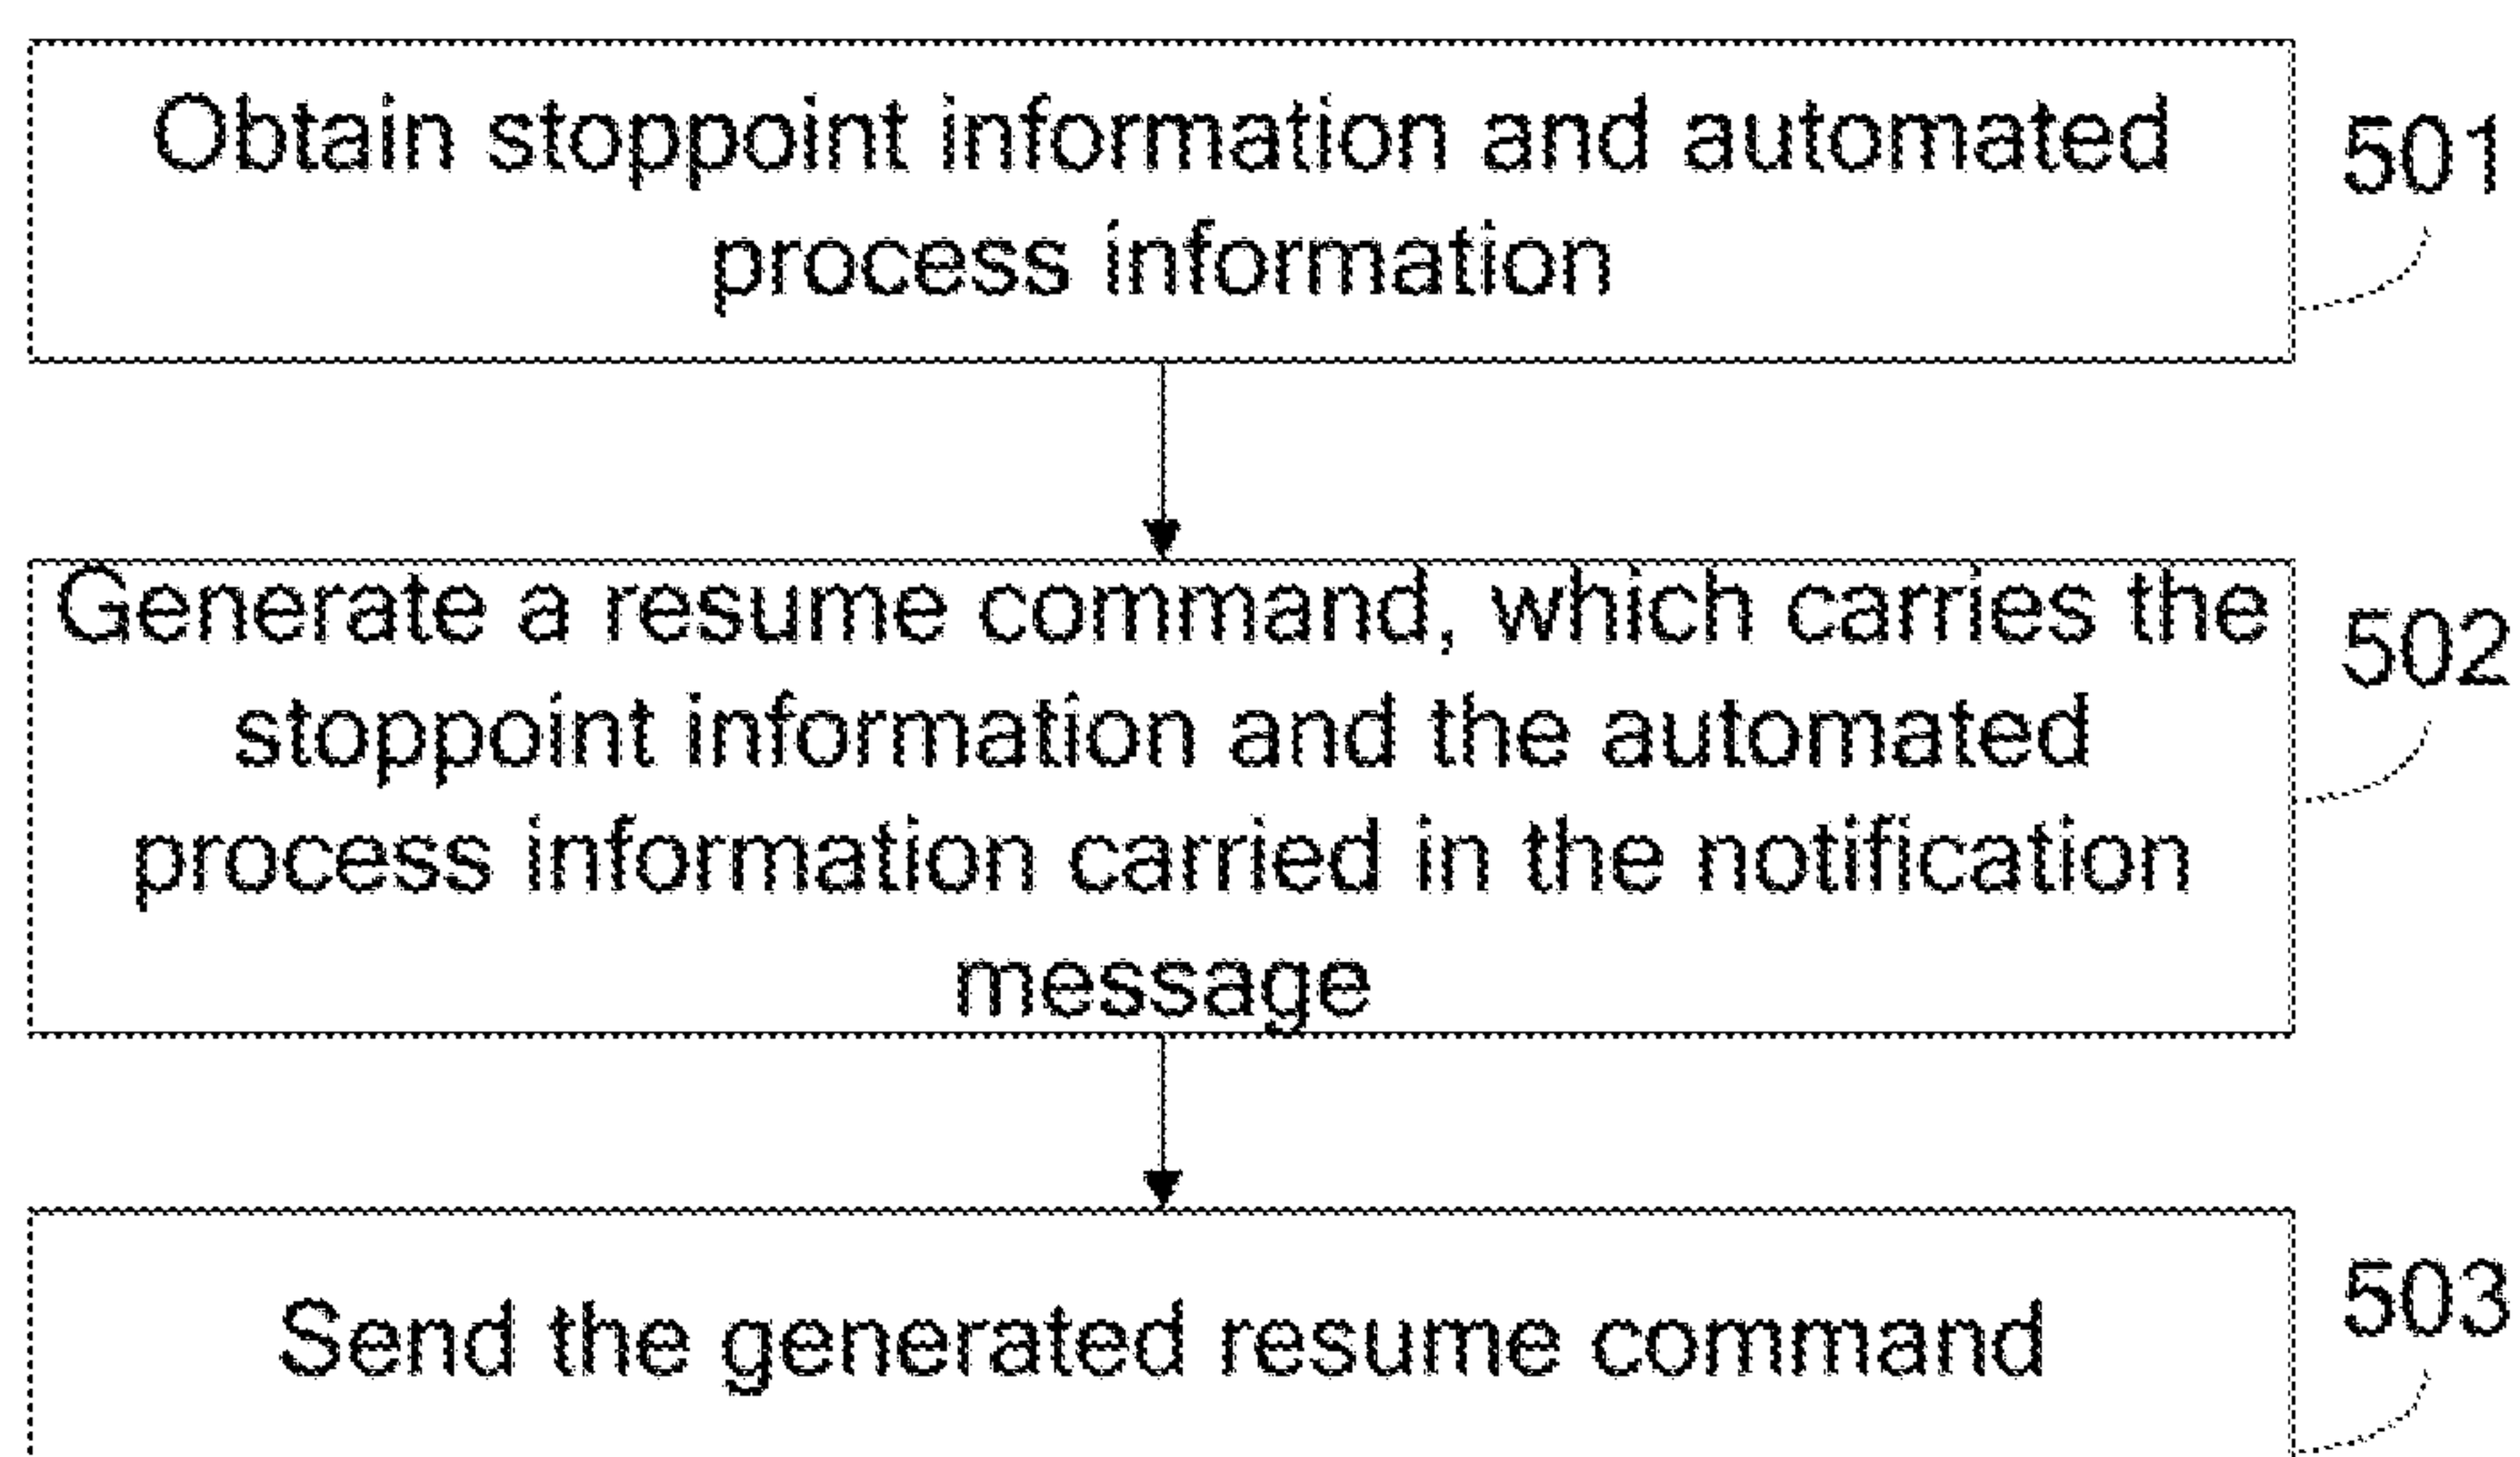 Obtain stoppoint information and automated
process information
501
Generate a resume command, which carries the
stoppoint information and the automated
process information carried in the notification
message
502
Send the generated resume command
503